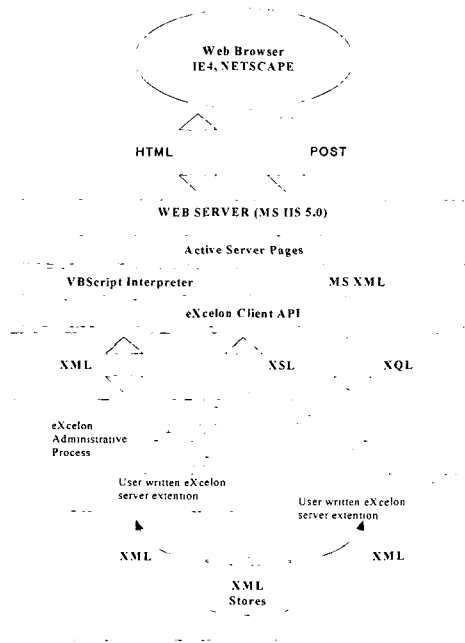 Web Browser
IE4, NETSCAPE
HTML POST
WEB SERVER (MS IIS 5.0)
Active Server Pages
VBScript Interpreter MS XML
eXcelon Client API
XML XSL XQL
eXcelon
Administrative
Process
User written eXcelon
server extention
User written eXcelon
server extention
XML XML
XML
Stores